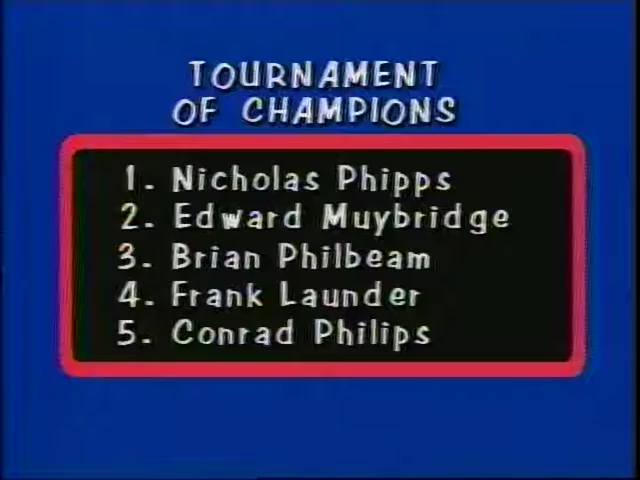 TOURNAMENT
OF CHAMPIONS
1. Nicholas Phipps
2. Edward Muybridge
3. Brian Philbeam
4. Frank Launder
5. Conrad Philips